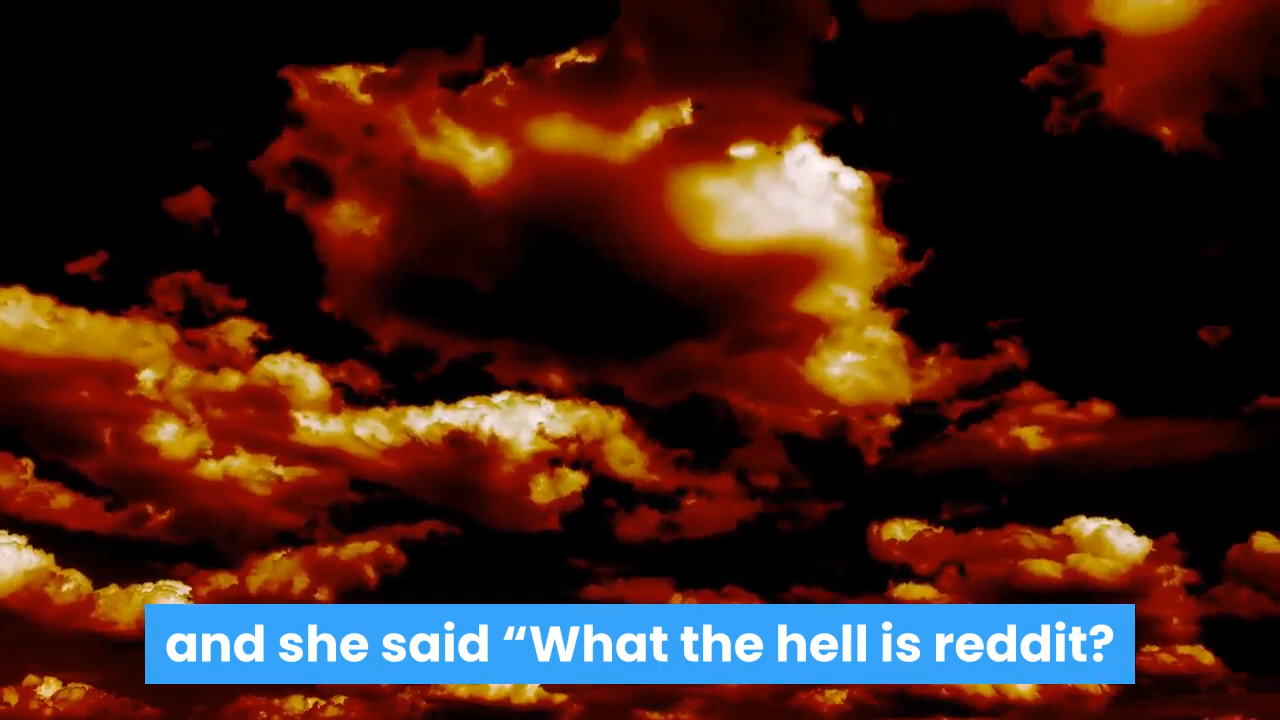 and she said “What the hell is reddit?